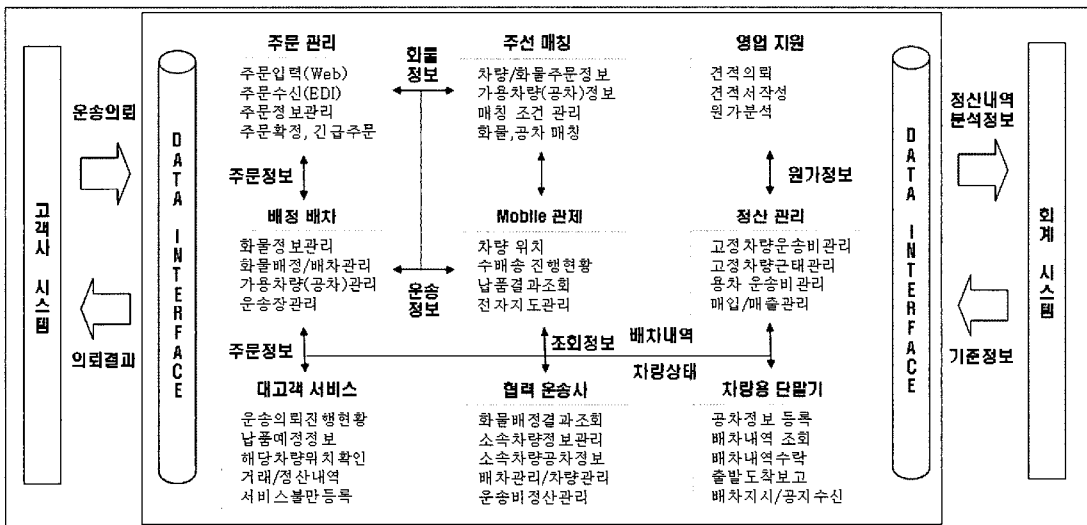 고객사 시스템
운송의뢰
의뢰결과
DATA INTERFACE
주문 관리
주문입력(Web)
주문수신(EDI)
주문정보관리
주문확정, 긴급주문
화물
정보
주선 매칭
차량/화물주문정보
가용차량(공차)정보
매칭 조건 관리
화물,공차 매칭
영업 지원
견적의뢰
견적서작성
원가분석
주문정보
원가정보
배정 배차
화물정보관리
화물배정/배차관리
가용차량(공차)관리
운송장관리
운송
정보
Mobile 관제
차량 위치
수배송 진행현황
납품결과조회
전자지도관리
정산 관리
고정차량운송비관리
고정차량근태관리
용차 운송비관리
매입/매출관리
주문정보
조회정보
배차내역
차량상태
대고객 서비스
운송의뢰진행현황
납품예정정보
해당차량위치확인
거래/정산내역
서비스불만등록
협력 운송사
화물배정결과조회
소속차량정보관리
소속차량공차정보
배차관리/차량관리
운송비정산관리
차량용 단말기
공차정보 등록
배차내역 조회
배차내역수락
출발도착보고
배차지시/공지수신
DATA INTERFACE
정산내역
분석정보
기준정보
회계 시스템